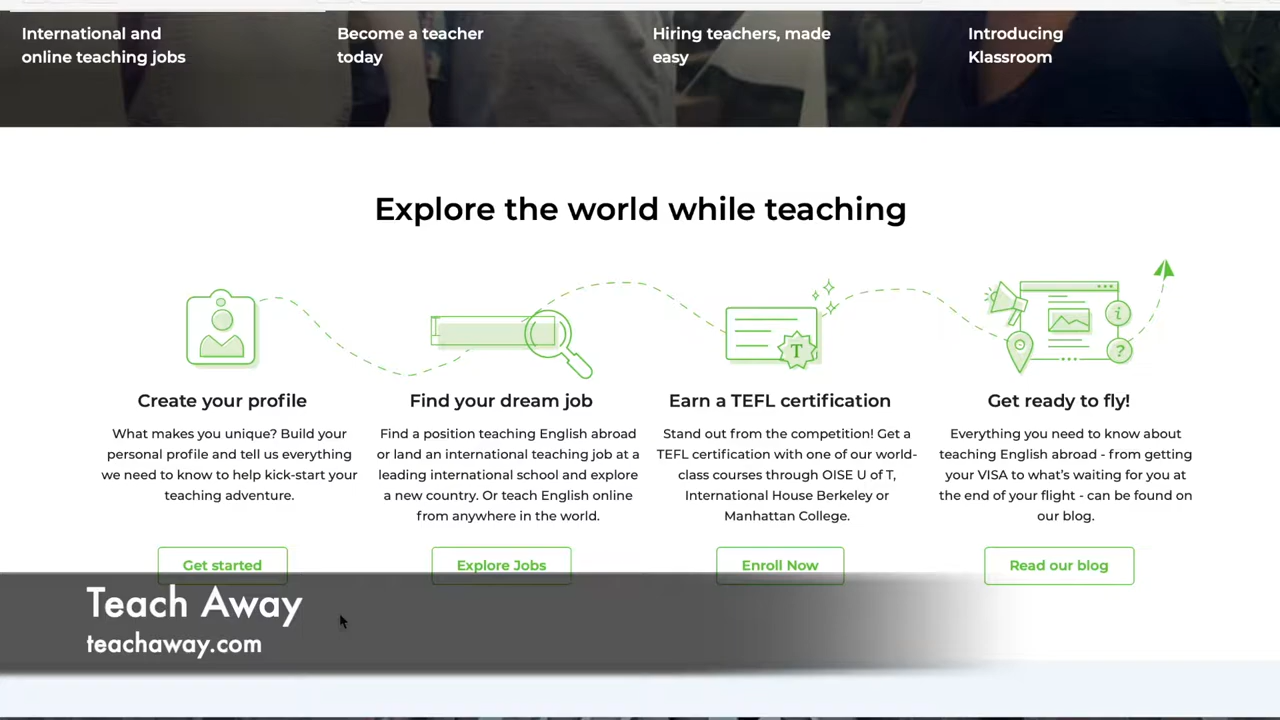 International and
online teaching jobs
Become a teacher
today
Hiring teachers, made
easy
Introducing
Klassroom
Explore the world while teaching
T
i
?
Create your profile
What makes you unique? Build your
personal profile and tell us everything
we need to know to help kick-start your
teaching adventure.
Get started
Find your dream job
Find a position teaching English abroad
or land an international teaching job at a
leading international school and explore
a new country. Or teach English online
from anywhere in the world.
Explore Jobs
Earn a TEFL certification
Stand out from the competition! Get a
TEFL certification with one of our world-
class courses through OISE U of T,
International House Berkeley or
Manhattan College.
Enroll Now
Get ready to fly!
Everything you need to know about
teaching English abroad - from getting
your VISA to what's waiting for you at
the end of your flight - can be found on
our blog.
Read our blog
Teach Away
teachaway.com